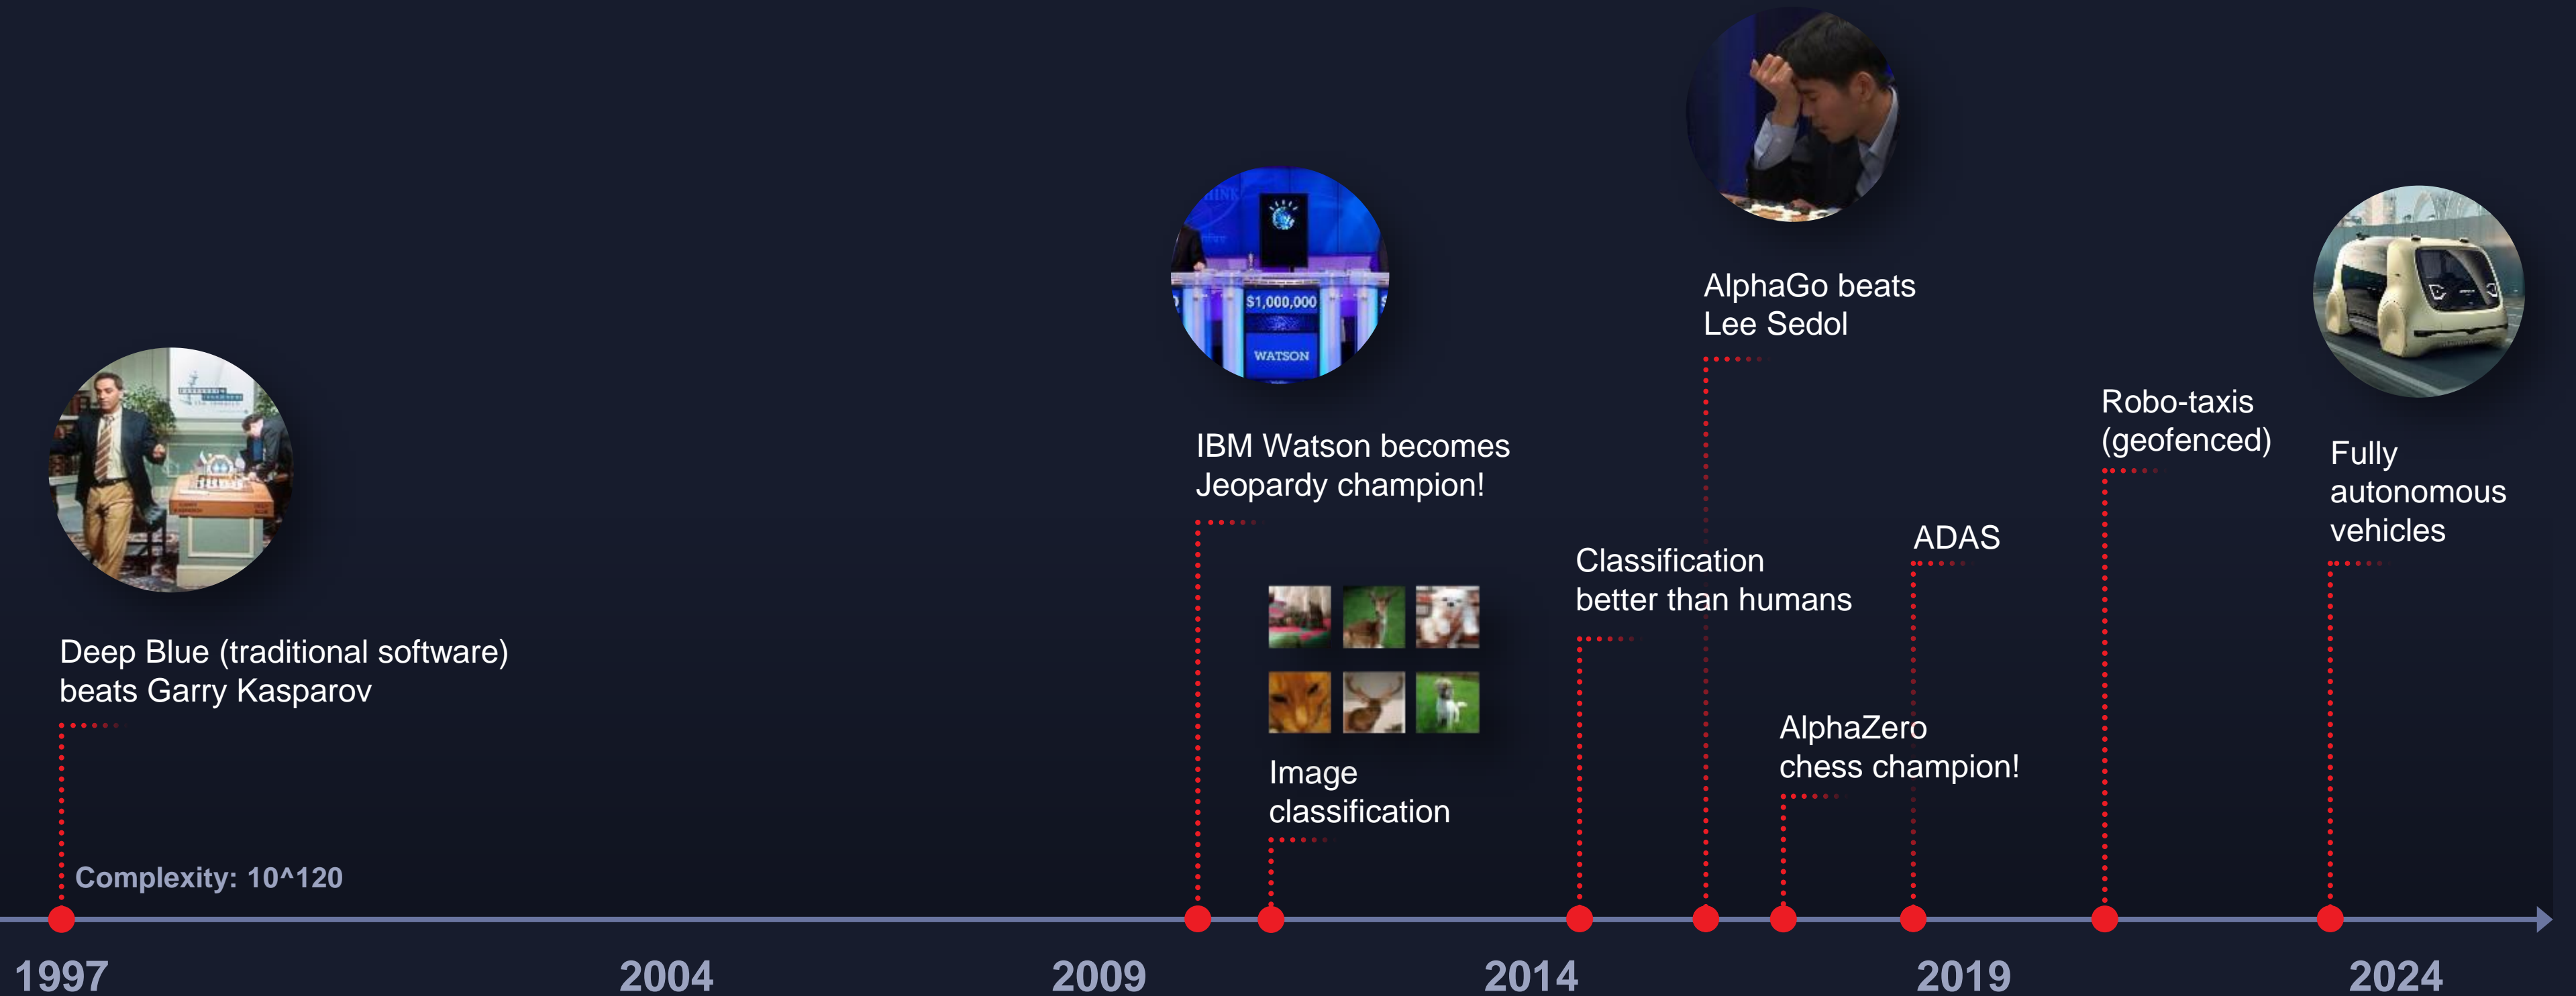 Deep Blue (traditional software)
beats Garry Kasparov
Complexity: 10^120
$1,000,000
WATSON
IBM Watson becomes
Jeopardy champion!
Image
classification
Classification
better than humans
AlphaGo beats
Lee Sedol
AlphaZero
chess champion!
ADAS
Robo-taxis
(geofenced)
Fully
autonomous
vehicles
1997
2004
2009
2014
2019
2024